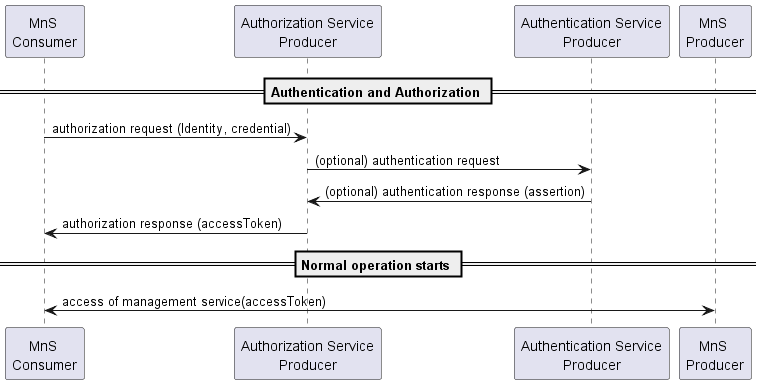 MnS
Consumer
Authorization Service
Producer
Authentication Service
Producer
MnS
Producer
Authentication and Authorization
authorization request (Identity, credential)
(optional) authentication request
(optional) authentication response (assertion)
authorization response (accessToken)
Normal operation starts
access of management service(accessToken)
MnS
Consumer
Authorization Service
Producer
Authentication Service
Producer
MnS
Producer